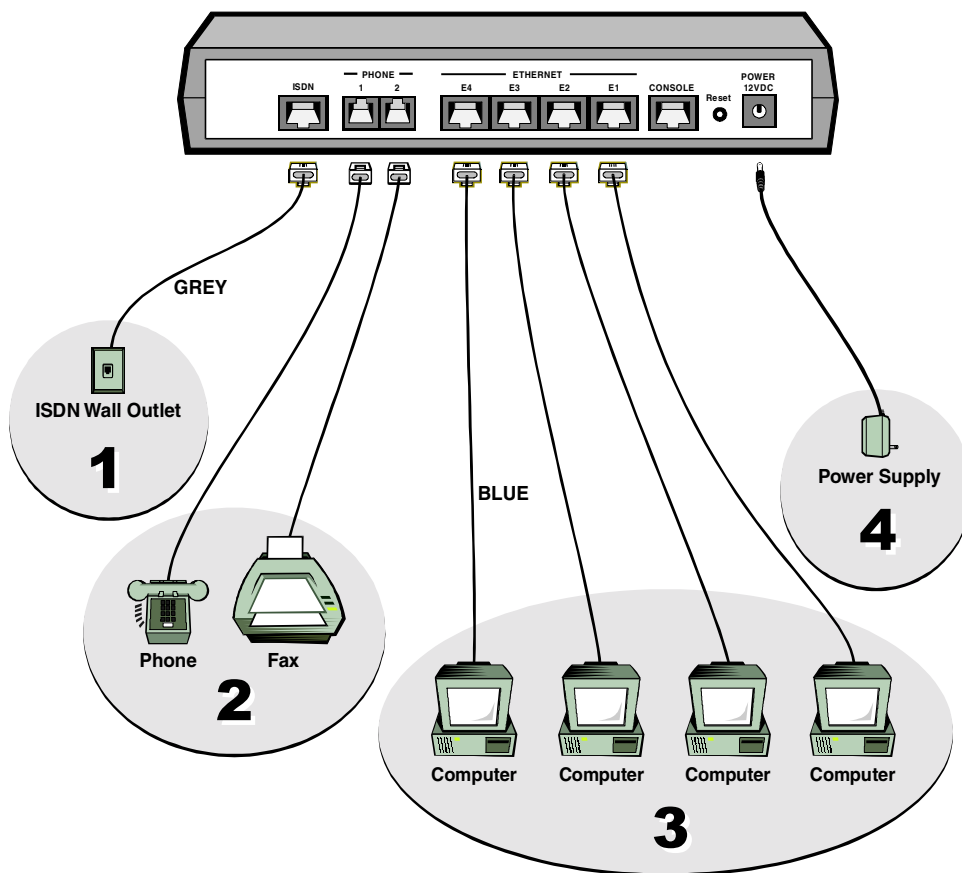 PHONE
ETHERNET
POWER
12VDC
ISDN
1
2
E4
E3
E2
E1
CONSOLE
Reset
GREY
ISDN Wall Outlet
1
BLUE
Power Supply
4
Phone
Fax
2
Computer
Computer
Computer
Computer
3